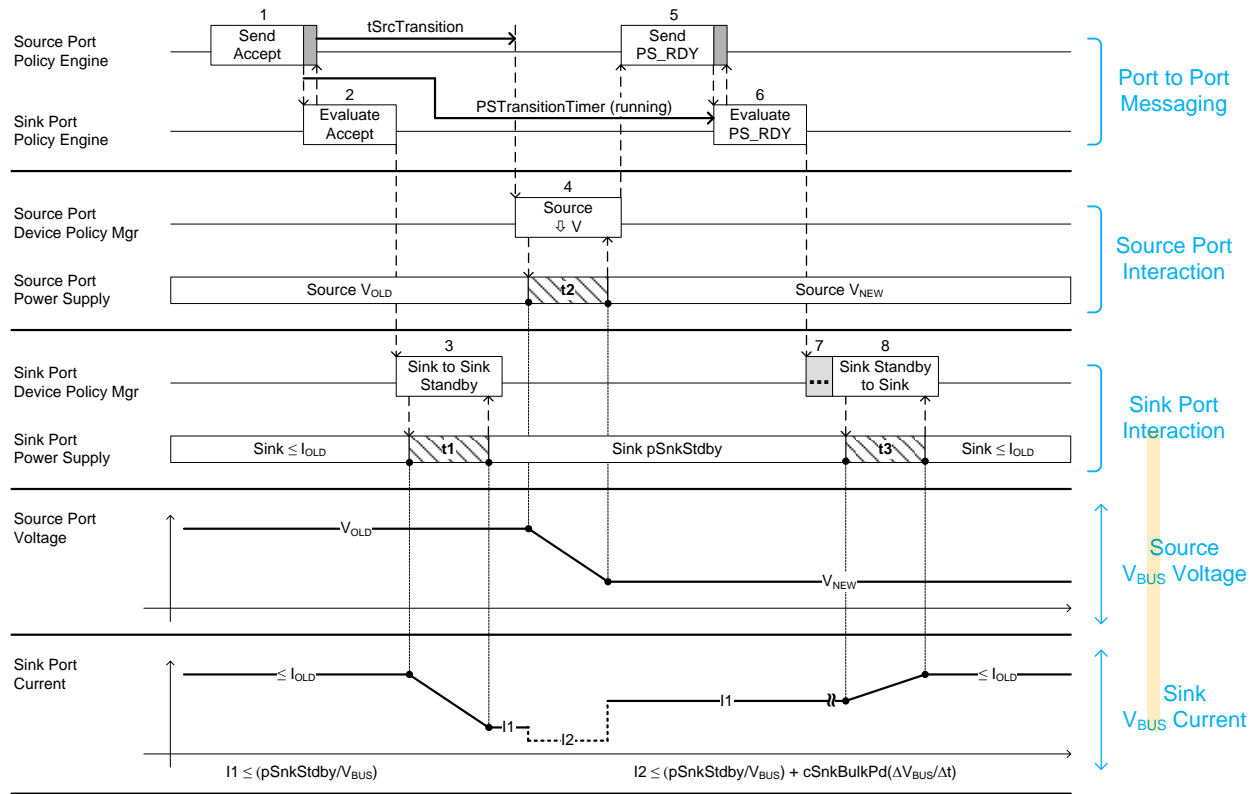 1
5
tSrcTransition
Source Port
Policy Engine
Send
Accept
Send
PS_RDY
Port to Port
Messaging
2
PSTransitionTimer (running)
6
Sink Port
Policy Engine
Evaluate
Accept
Evaluate
PS_RDY
4
Source Port
Device Policy Mgr
Source
⇩ V
Source Port
Interaction
Source Port
Power Supply
Source VOLD
t2
Source VNEW
3
7
8
Sink Port
Device Policy Mgr
Sink to Sink
Standby
...
Sink Standby
to Sink
Sink Port
Interaction
Sink Port
Power Supply
Sink ≤ IOLD
t1
Sink pSnkStdby
t3
Sink ≤ IOLD
Source Port
Voltage
VOLD
VNEW
Source
VBUS Voltage
Sink Port
Current
≤ IOLD
I1
I2
I1
≤ IOLD
Sink
VBUS Current
I1 ≤ (pSnkStdby/VBUS)
I2 ≤ (pSnkStdby/VBUS) + cSnkBulkPd(ΔVBUS/Δt)